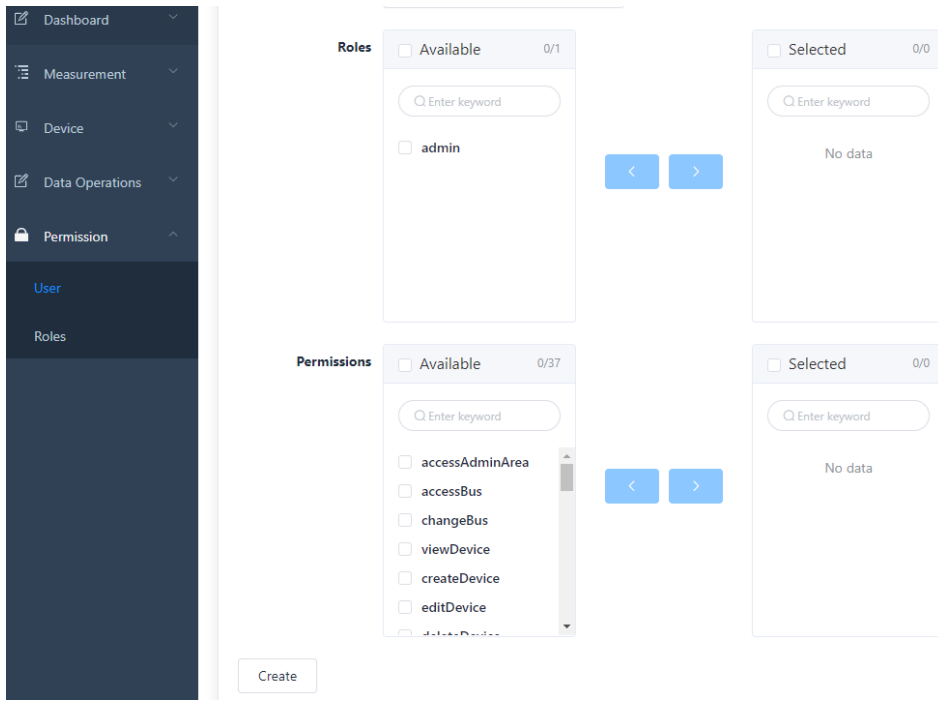 Dashboard
Measurement
Device
Data Operations
Permission
User
Roles
Roles
Available 0/1
Enter keyword
admin
Selected 0/0
Enter keyword
No data
Permissions
Available 0/37
Enter keyword
accessAdminArea
accessBus
changeBus
viewDevice
createDevice
editDevice
deleteDevice
Selected 0/0
Enter keyword
No data
Create